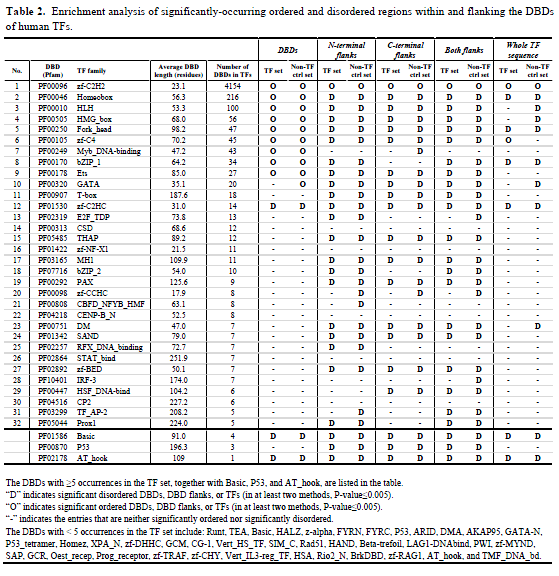 Table 2. Enrichment analysis of significantly-occurring ordered and disordered regions within and flanking the DBDs
of human TFs.
DBDs N-terminal flanks C-terminal flanks Both flanks Whole TF sequence
No. DBD (Pfam) TF family Average DBD length (residues) Number of DBDs in TFs TF set Non-TF ctrl set TF set Non-TF ctrl set TF set Non-TF ctrl set TF set Non-TF ctrl set TF set Non-TF ctrl set
1 PF00096 zf-C2H2 23.1 4154 O O O O O O O O O O
2 PF00046 Homeobox 56.3 216 O O D D D D D D D D
3 PF00010 HLH 53.3 100 O O D D D D D D - D
4 PF00505 HMG_box 68.0 56 O O D D D D D D - D
5 PF00250 Fork_head 98.2 47 O O D D D D D D D D
6 PF00105 zf-C4 70.2 45 O O D D D D D D O -
7 PF00249 Myb_DNA-binding 47.2 43 O O - - - D - - - -
8 PF00170 bZIP_1 64.2 34 O O D D - D D D D D
9 PF00178 Ets 85.0 27 O O D D D D D D - -
10 PF00320 GATA 35.1 20 - O D D D D D D - D
11 PF00907 T-box 187.6 18 - - D D D D D D - -
12 PF01530 zf-C2HC 31.0 14 D D D D D D D D D D
13 PF02319 E2F_TDP 73.8 13 - - D D - - - D - -
14 PF00313 CSD 68.6 12 - - - - - - - - - -
15 PF05485 THAP 89.2 12 - - D D D D D D - -
16 PF01422 zf-NF-X1 21.5 11 - - - - - - - - - -
17 PF03165 MH1 109.9 11 - - D D D D D D - -
18 PF07716 bZIP_2 54.0 10 - - D D - D D D - -
19 PF00292 PAX 125.6 9 - - D D D D D D - -
20 PF00098 zf-CCHC 17.9 8 - - - D - D - D - -
21 PF00808 CBFD_NFYB_HMF 63.1 8 - - - D - - - - - -
22 PF04218 CENP-B_N 52.5 8 - - - - - - - - - -
23 PF00751 DM 47.0 7 - - D D D D D D - D
24 PF01342 SAND 79.0 7 - - D D D D D D - -
25 PF02257 RFX_DNA_binding 72.7 7 - - D D - - - - - -
26 PF02864 STAT_bind 251.9 7 - - - - - - - - - -
27 PF02892 zf-BED 50.1 7 - - D D D D D D - -
28 PF10401 IRF-3 174.0 7 - - - - - - - - - -
29 PF00447 HSF_DNA-bind 104.2 6 - - - - D D D D - -
30 PF04516 CP2 227.2 6 - - - - - - - - - -
31 PF03299 TF_AP-2 208.2 5 - - - D - - D D - -
32 PF05044 Prox1 224.0 5 - - D D - - D D - -
PF01586 Basic 91.0 4 D D D D D D D D D D
PF00870 P53 196.3 3 - - D D D D D D - -
PF02178 AT_hook 109 1 D D D D D D D D D D
The DBDs with ≥5 occurrences in the TF set, together with Basic, P53, and AT_hook, are listed in the table.
“D” indicates significant disordered DBDs, DBD flanks, or TFs (in at least two methods, P-value≤0.005).
“O” indicates significant ordered DBDs, DBD flanks, or TFs (in at least two methods, P-value≤0.005).
“-” indicates the entries that are neither significantly ordered nor significantly disordered.
The DBDs with < 5 occurrences in the TF set include: Runt, TEA, Basic, HALZ, z-alpha, FYRN, FYRC, P53, ARID, DMA, AKAP95, GATA-N,
P53_tetramer, Homez, XPA_N, zf-DHHC, GCM, CG-1, Vert_HS_TF, SIM_C, Rad51, HAND, Beta-trefoil, LAG1-DNAbind, PWI, zf-MYND,
SAP, GCR, Oest_recep, Prog_receptor, zf-TRAF, zf-CHY, Vert_IL3-reg_TF, HSA, Rio2_N, BrkDBD, zf-RAG1, AT_hook, and TMF_DNA_bd.